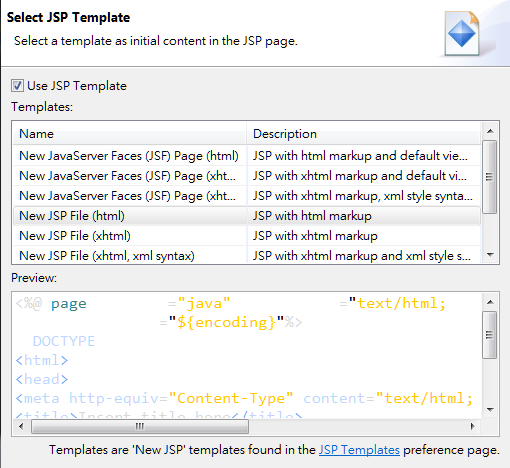 Select JSP Template
Select a template as initial content in the JSP page.
Use JSP Template
Templates:
Name Description
New JavaServer Faces (JSF) Page (html) JSP with html markup and default vie...
New JavaServer Faces (JSF) Page (xht... JSP with xhtml markup and default vi...
New JavaServer Faces (JSF) Page (xht... JSP with xhtml markup, xml style synta...
New JSP File (html) JSP with html markup
New JSP File (xhtml) JSP with xhtml markup
New JSP File (xhtml, xml syntax) JSP with xhtml markup and xml style s...
Preview:
<%@ page ="java" ="text/html;
="${encoding}"%>
DOCTYPE
<html>
<head>
<meta http-equiv="Content-Type" content="text/html;
<title>Insert title here</title>
Templates are 'New JSP' templates found in the JSP Templates preference page.